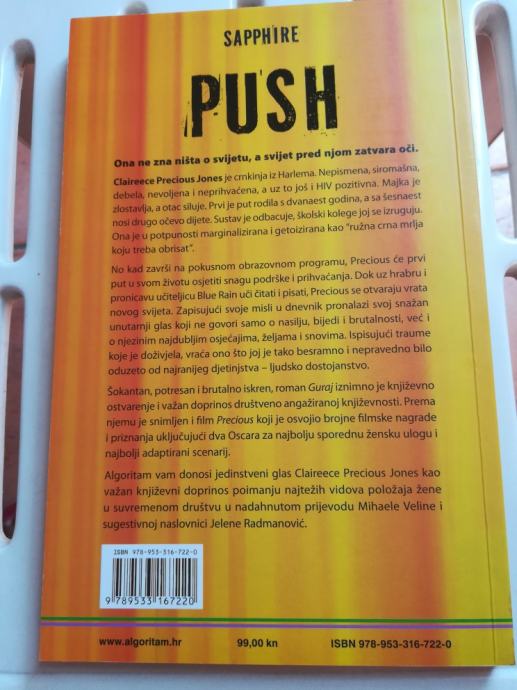 SAPPHIRE
PUSH
Ona ne zna ništa o svijetu, a svijet pred njom zatvara oči.
Claireece Precious Jones je crnkinja iz Harlema. Nepismena, siromašna,
debela, nevoljena i neprihvaćena, a uz to još i HIV pozitivna. Majka je
zlostavlja, a otac siluje. Prvi je put rodila s dvanaest godina, a sa šesnaest
nosi drugo očevo dijete. Sustav je odbacuje, školski kolege joj se izruguju.
Ona je u potpunosti marginalizirana i getoizirana kao "ružna crna mrlja
koju treba obrisat".
No kad završi na pokusnom obrazovnom programu, Precious će prvi
put u svom životu osjetiti snagu podrške i prihvaćanja. Dok uz hrabru i
pronicavu učiteljicu Blue Rain uči čitati i pisati, Precious se otvaraju vrata
novog svijeta. Zapisujući svoje misli u dnevnik pronalazi svoj snažan
unutarnji glas koji ne govori samo o nasilju, bijedi i brutalnosti, već i
o njezinim najdubljim osjećajima, željama i snovima. Ispisujući traume
koje je doživjela, vraća ono što joj je tako besramno i nepravedno bilo
oduzeto od najranijeg djetinjstva – ljudsko dostojanstvo.
Šokantan, potresan i brutalno iskren, roman Guraj iznimno je književno
ostvarenje i važan doprinos društveno angažiranoj književnosti. Prema
njemu je snimljen i film Precious koji je osvojio brojne filmske nagrade
i priznanja uključujući dva Oscara za najbolju sporednu žensku ulogu i
najbolji adaptirani scenarij.
Algoritam vam donosi jedinstveni glas Claireece Precious Jones kao
važan književni doprinos poimanju najtežih vidova položaja žene
u suvremenom društvu u nadahnutom prijevodu Mihaele Veline i
sugestivnoj naslovnici Jelene Radmanović.
ISBN 978-953-316-722-0
9 789533 167220
www.algoritam.hr 99,00 kn ISBN 978-953-316-722-0